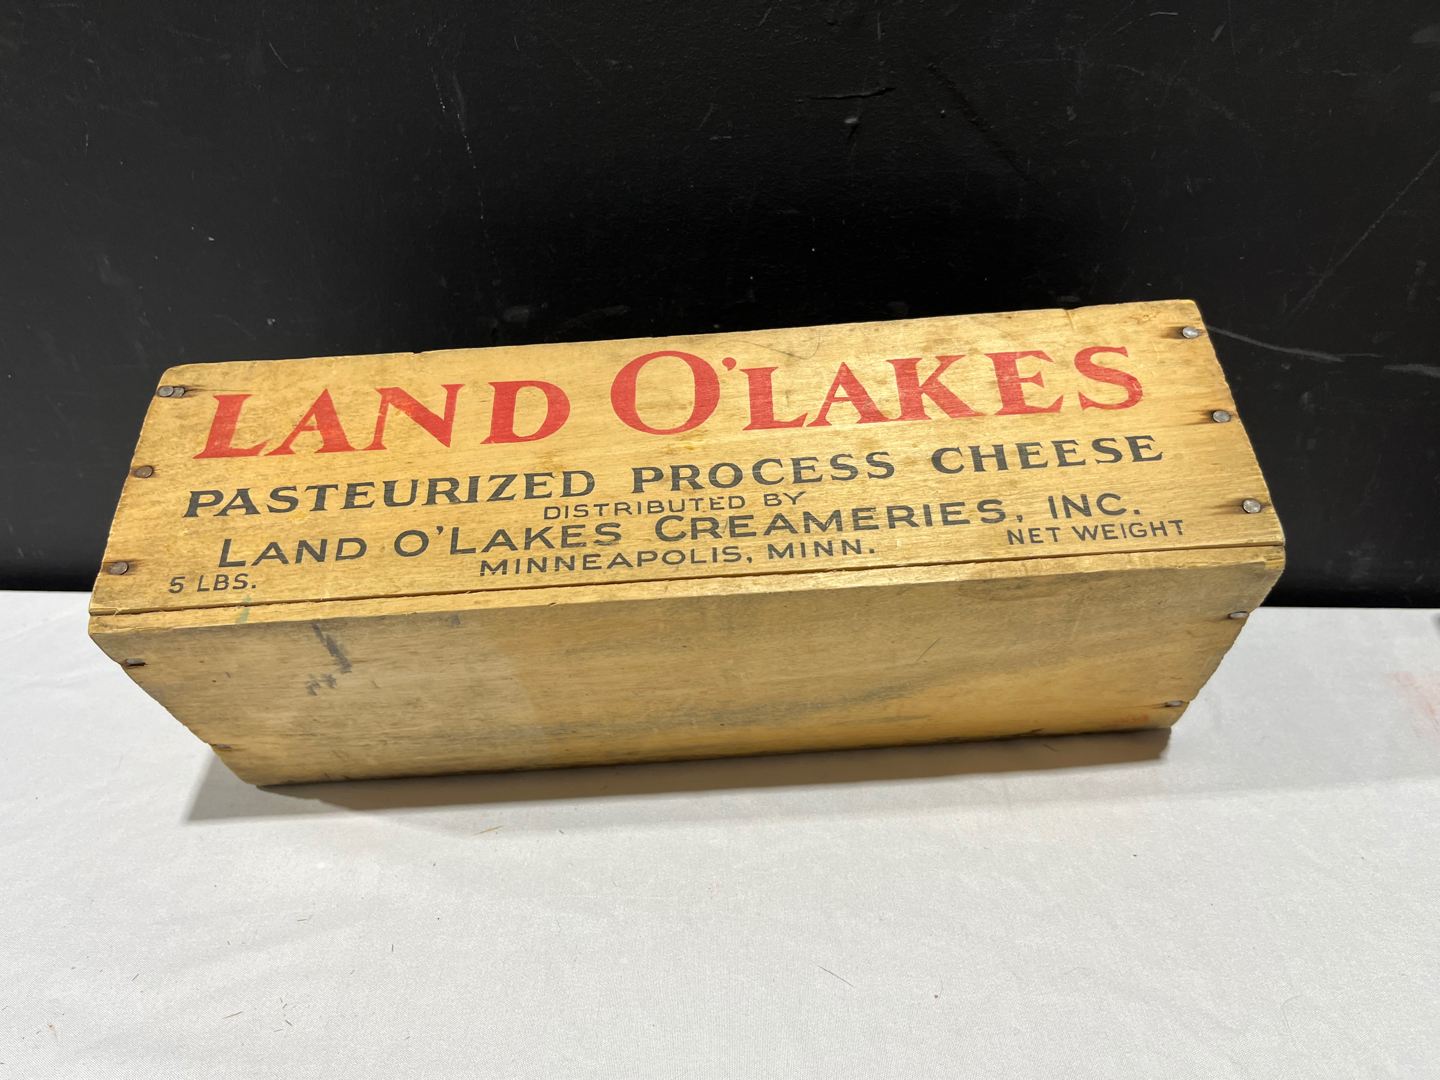 LAND O'LAKES
PASTEURIZED PROCESS CHEESE
DISTRIBUTED BY
LAND O'LAKES CREAMERIES, INC.
5 LBS. MINNEAPOLIS, MINN. NET WEIGHT